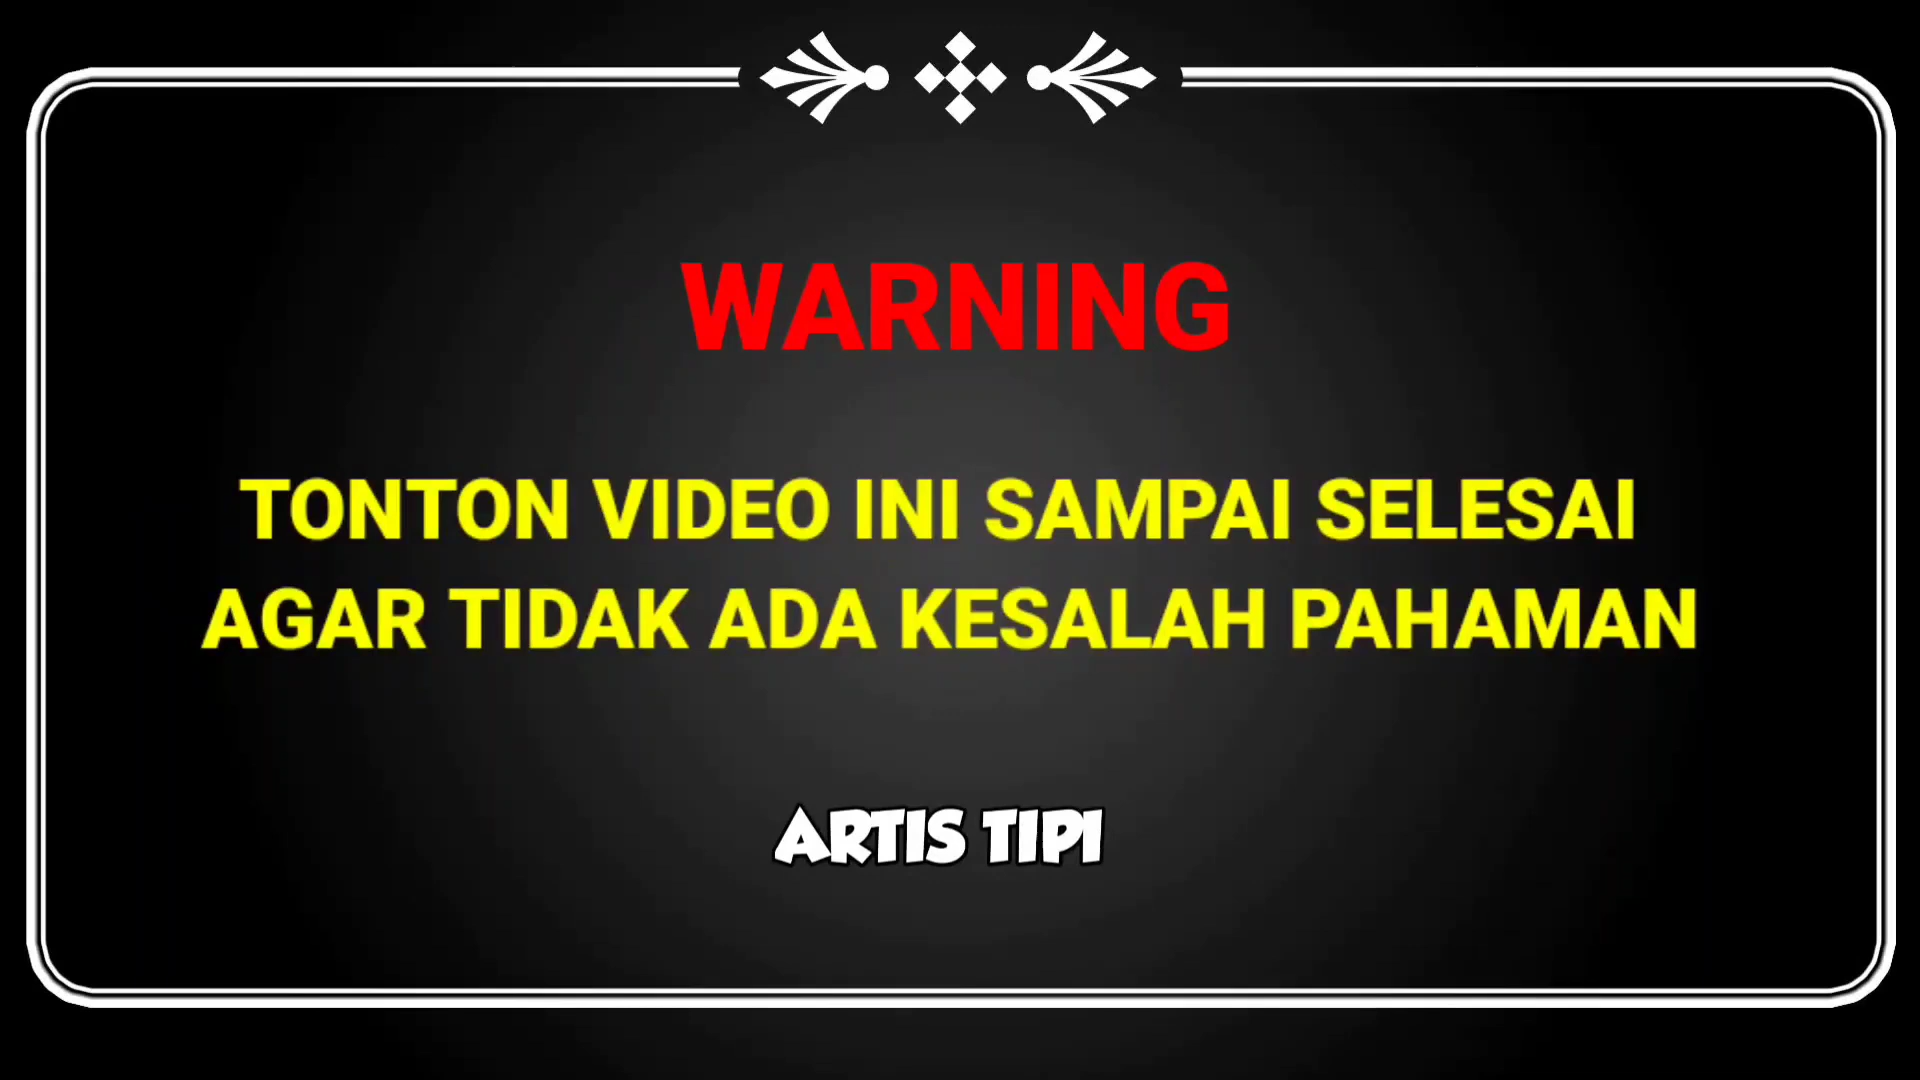 WARNING
TONTON VIDEO INI SAMPAI SELESAI
AGAR TIDAK ADA KESALAH PAHAMAN
ARTIS TIPI